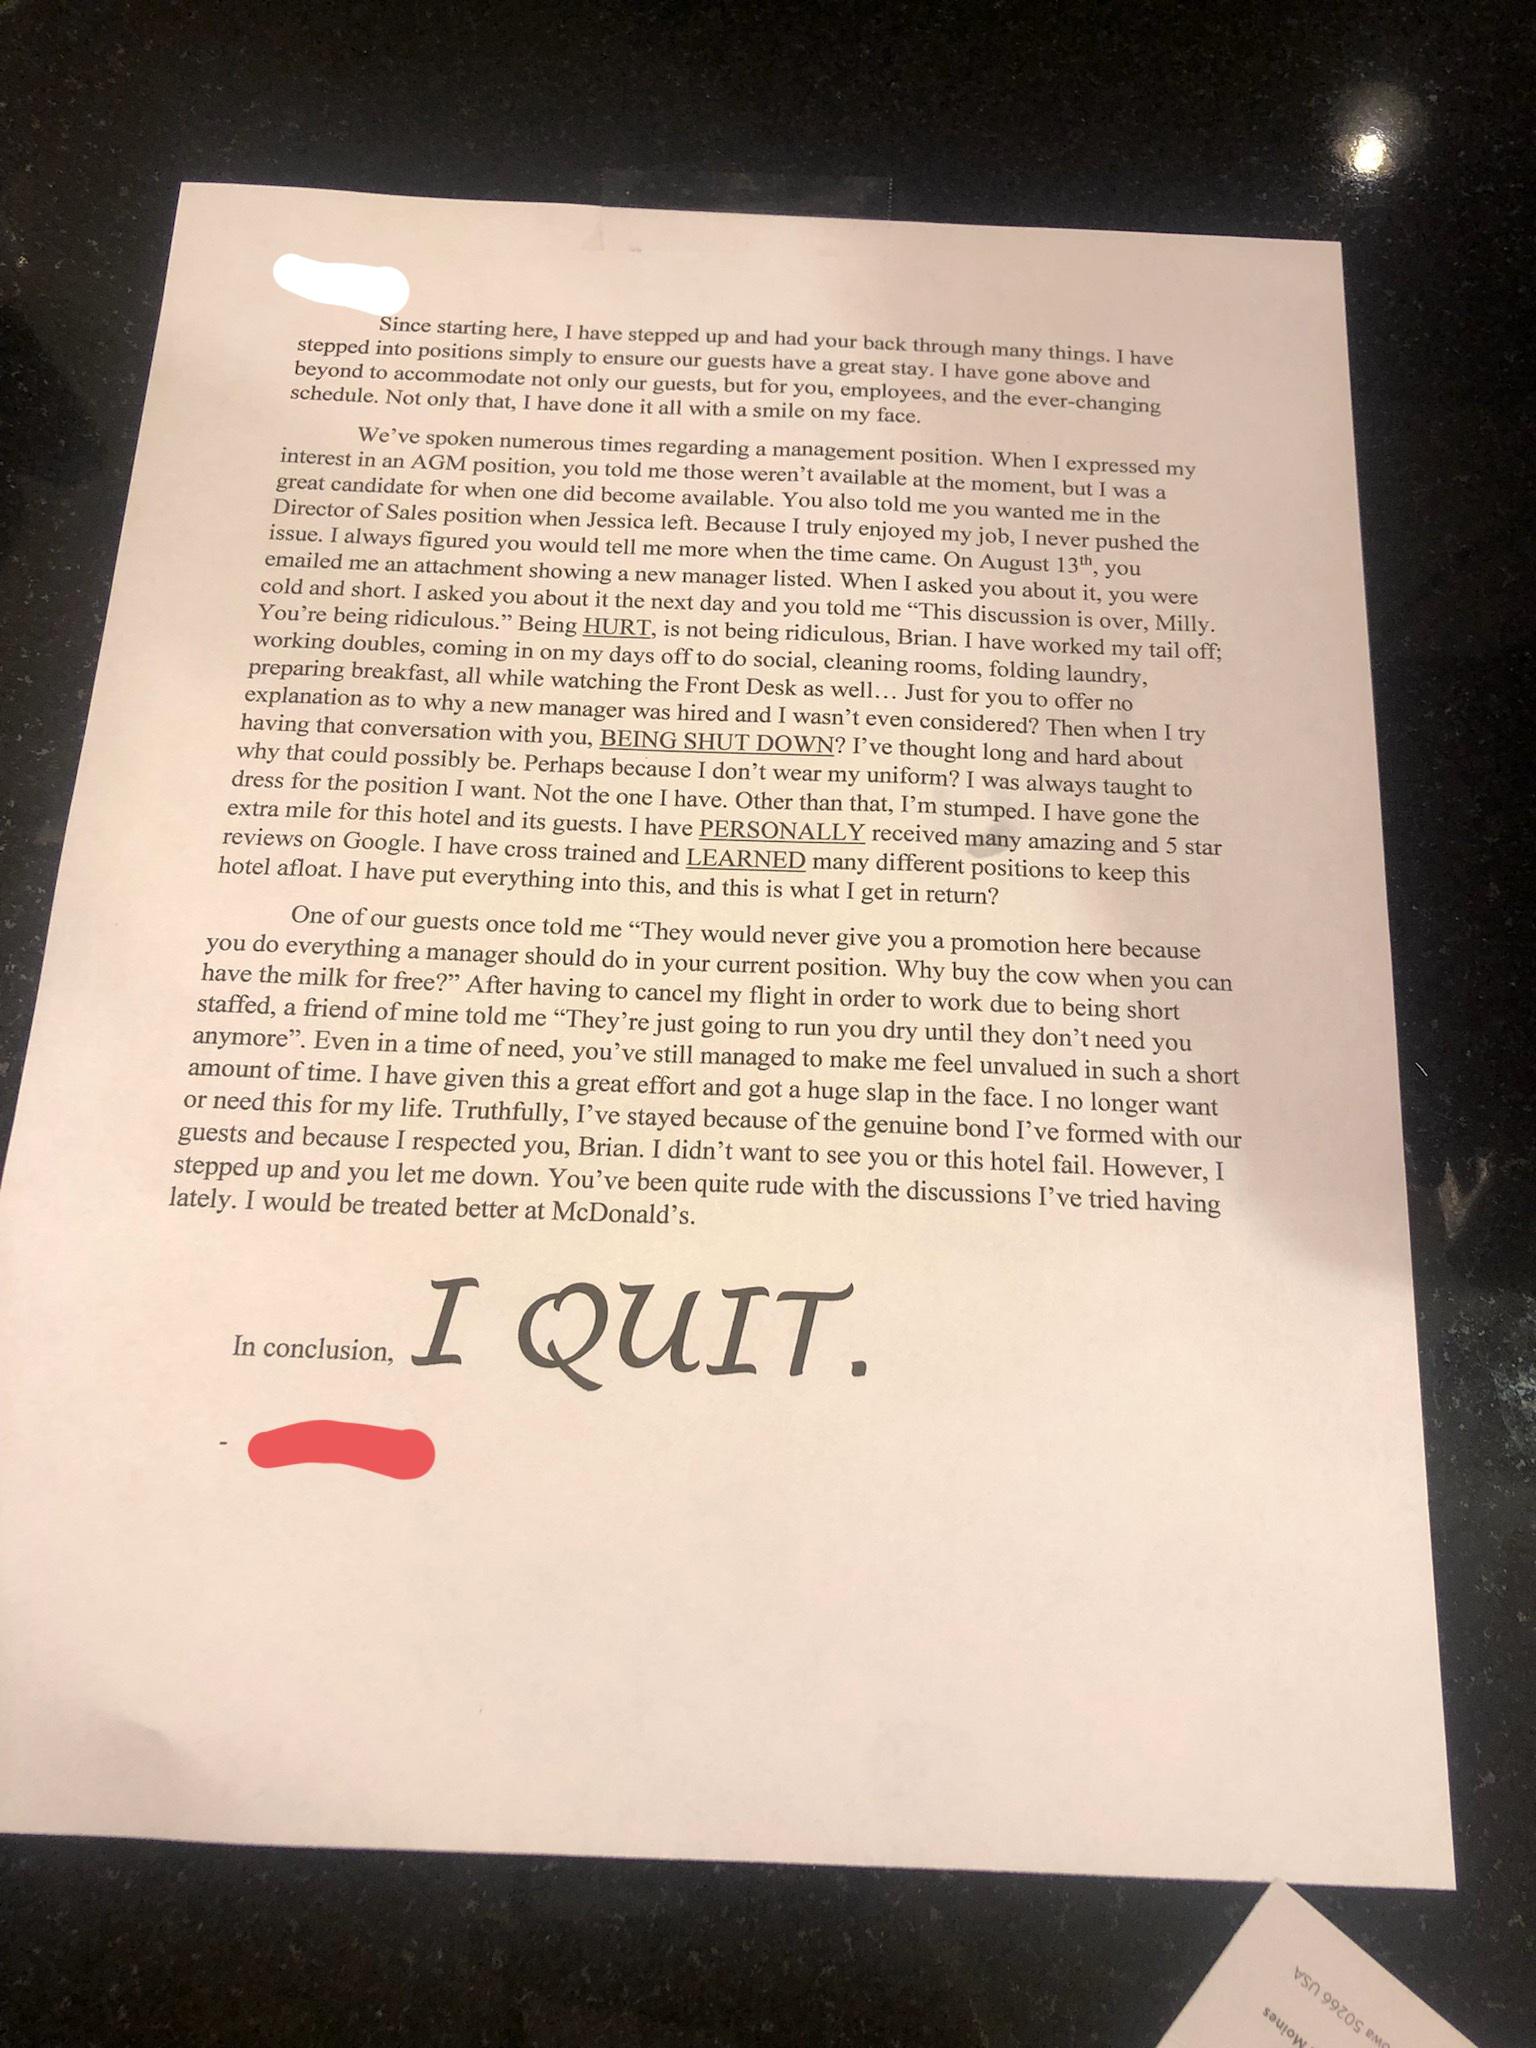 Since starting here, I have stepped up and had your back through many things. I have
stepped into positions simply to ensure our guests have a great stay. I have gone above and
beyond to accommodate not only our guests, but for you, employees, and the ever-changing
schedule. Not only that, I have done it all with a smile on my face.
We’ve spoken numerous times regarding a management position. When I expressed my
interest in an AGM position, you told me those weren’t available at the moment, but I was a
great candidate for when one did become available. You also told me you wanted me in the
Director of Sales position when Jessica left. Because I truly enjoyed my job, I never pushed the
issue. I always figured you would tell me more when the time came. On August 13th, you
emailed me an attachment showing a new manager listed. When I asked you about it, you were
cold and short. I asked you about it the next day and you told me “This discussion is over, Milly.
You’re being ridiculous.” Being HURT, is not being ridiculous, Brian. I have worked my tail off;
working doubles, coming in on my days off to do social, cleaning rooms, folding laundry,
preparing breakfast, all while watching the Front Desk as well… Just for you to offer no
explanation as to why a new manager was hired and I wasn’t even considered? Then when I try
having that conversation with you, BEING SHUT DOWN? I’ve thought long and hard about
why that could possibly be. Perhaps because I don’t wear my uniform? I was always taught to
dress for the position I want. Not the one I have. Other than that, I’m stumped. I have gone the
extra mile for this hotel and its guests. I have PERSONALLY received many amazing and 5 star
reviews on Google. I have cross trained and LEARNED many different positions to keep this
hotel afloat. I have put everything into this, and this is what I get in return?
One of our guests once told me “They would never give you a promotion here because
you do everything a manager should do in your current position. Why buy the cow when you can
have the milk for free?” After having to cancel my flight in order to work due to being short
staffed, a friend of mine told me “They’re just going to run you dry until they don’t need you
anymore”. Even in a time of need, you’ve still managed to make me feel unvalued in such a short
amount of time. I have given this a great effort and got a huge slap in the face. I no longer want
or need this for my life. Truthfully, I’ve stayed because of the genuine bond I’ve formed with our
guests and because I respected you, Brian. I didn’t want to see you or this hotel fail. However, I
stepped up and you let me down. You’ve been quite rude with the discussions I’ve tried having
lately. I would be treated better at McDonald’s.
In conclusion, I QUIT.
-
Moines
owa 50266 USA